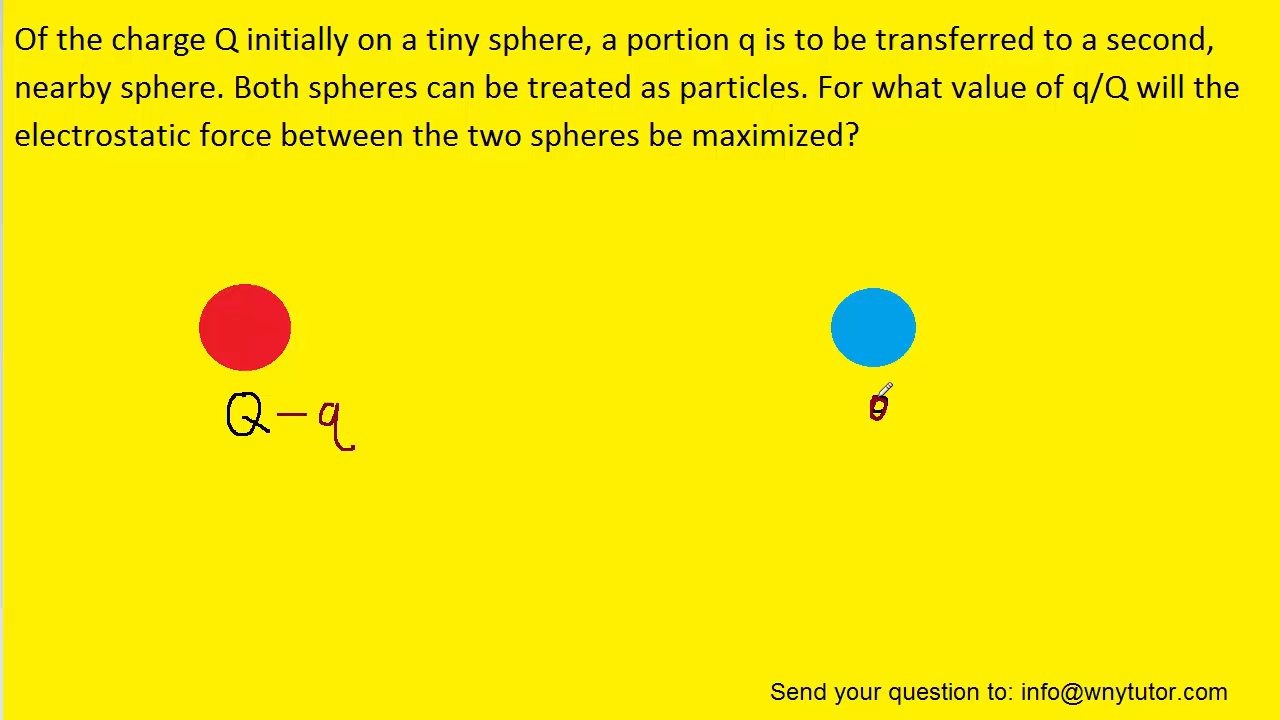 Of the charge Q initially on a tiny sphere, a portion q is to be transferred to a second,
nearby sphere. Both spheres can be treated as particles. For what value of q/Q will the
electrostatic force between the two spheres be maximized?
Q - q
Send your question to: info@wnytutor.com